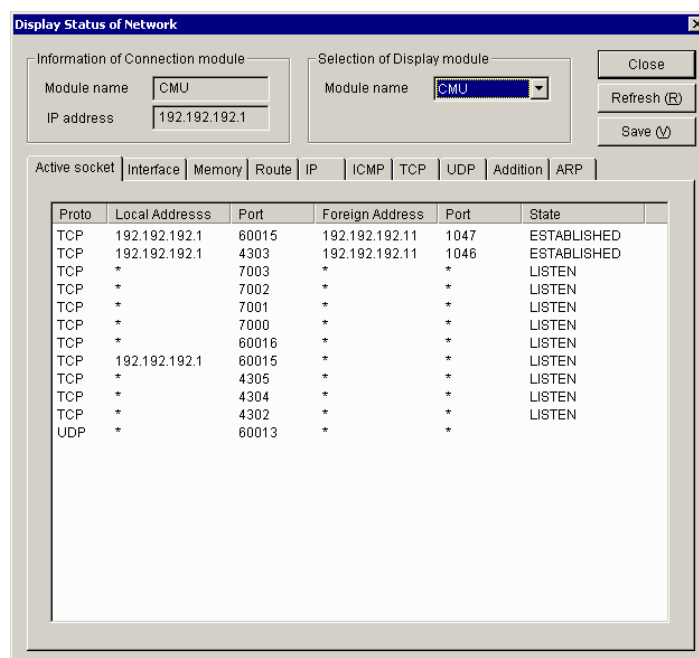 Display Status of Network
Information of Connection module
Module name CMU
IP address 192.192.192.1
Selection of Display module
Module name CMU
Close
Refresh (R)
Save (V)
Active socket Interface Memory Route IP ICMP TCP UDP Addition ARP
Proto Local Addresss Port Foreign Address Port State
TCP 192.192.192.1 60015 192.192.192.11 1047 ESTABLISHED
TCP 192.192.192.1 4303 192.192.192.11 1046 ESTABLISHED
TCP * 7003 * * LISTEN
TCP * 7002 * * LISTEN
TCP * 7001 * * LISTEN
TCP * 7000 * * LISTEN
TCP * 60016 * * LISTEN
TCP 192.192.192.1 60015 * * LISTEN
TCP * 4305 * * LISTEN
TCP * 4304 * * LISTEN
TCP * 4302 * * LISTEN
UDP * 60013 * *